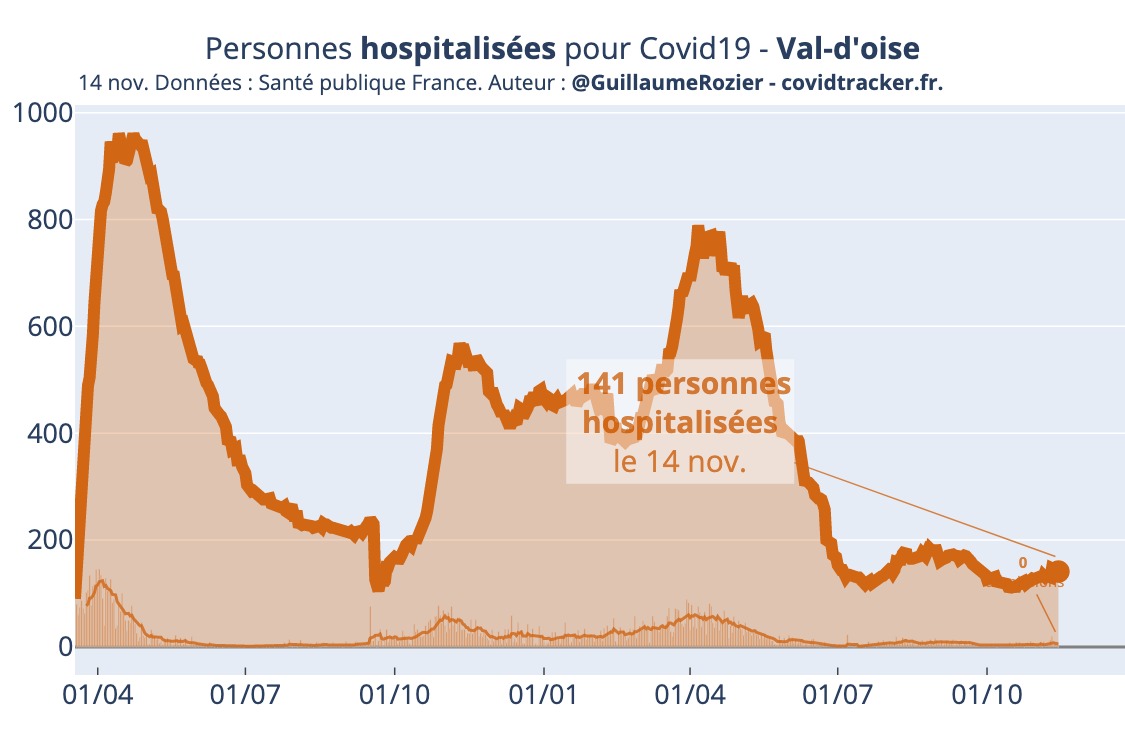 Personnes hospitalisées pour Covid19 - Val-d'oise
14 nov. Données : Santé publique France. Auteur : @GuillaumeRozier - covidtracker.fr.
1000
800
600
400
200
0
141 personnes
hospitalisées
le 14 nov.
0
01/04
01/07
01/10
01/01
01/04
01/07
01/10